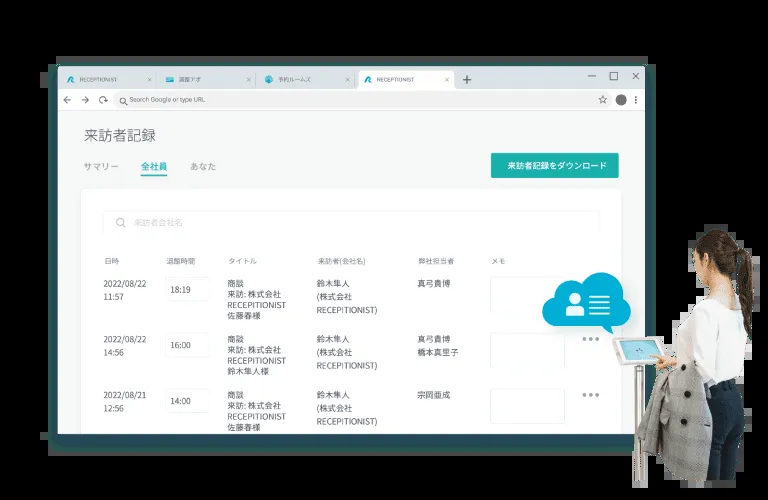 RECEPTIONIST
調整アポ
予約ルームズ
RECEPTIONIST
Search Google or type URL
来訪者記録
サマリー 全社員 あなた
来訪者記録をダウンロード
来訪者会社名
日時 退館時間 タイトル 来訪者(会社名) 弊社担当者 メモ
2022/08/22 18:19 商談 鈴木隼人 真弓貴博
11:57 来訪: 株式会社 (株式会社
RECEPITIONIST RECEPITIONIST)
佐藤春様
2022/08/22 16:00 商談 鈴木隼人 真弓貴博
14:56 来訪: 株式会社 (株式会社 橋本真里子
RECEPITIONIST RECEPITIONIST)
鈴木隼人様
2022/08/21 14:00 商談 鈴木隼人 宗岡亜成
12:56 来訪: 株式会社 (株式会社
RECEPITIONIST RECEPITIONIST)
佐藤春様